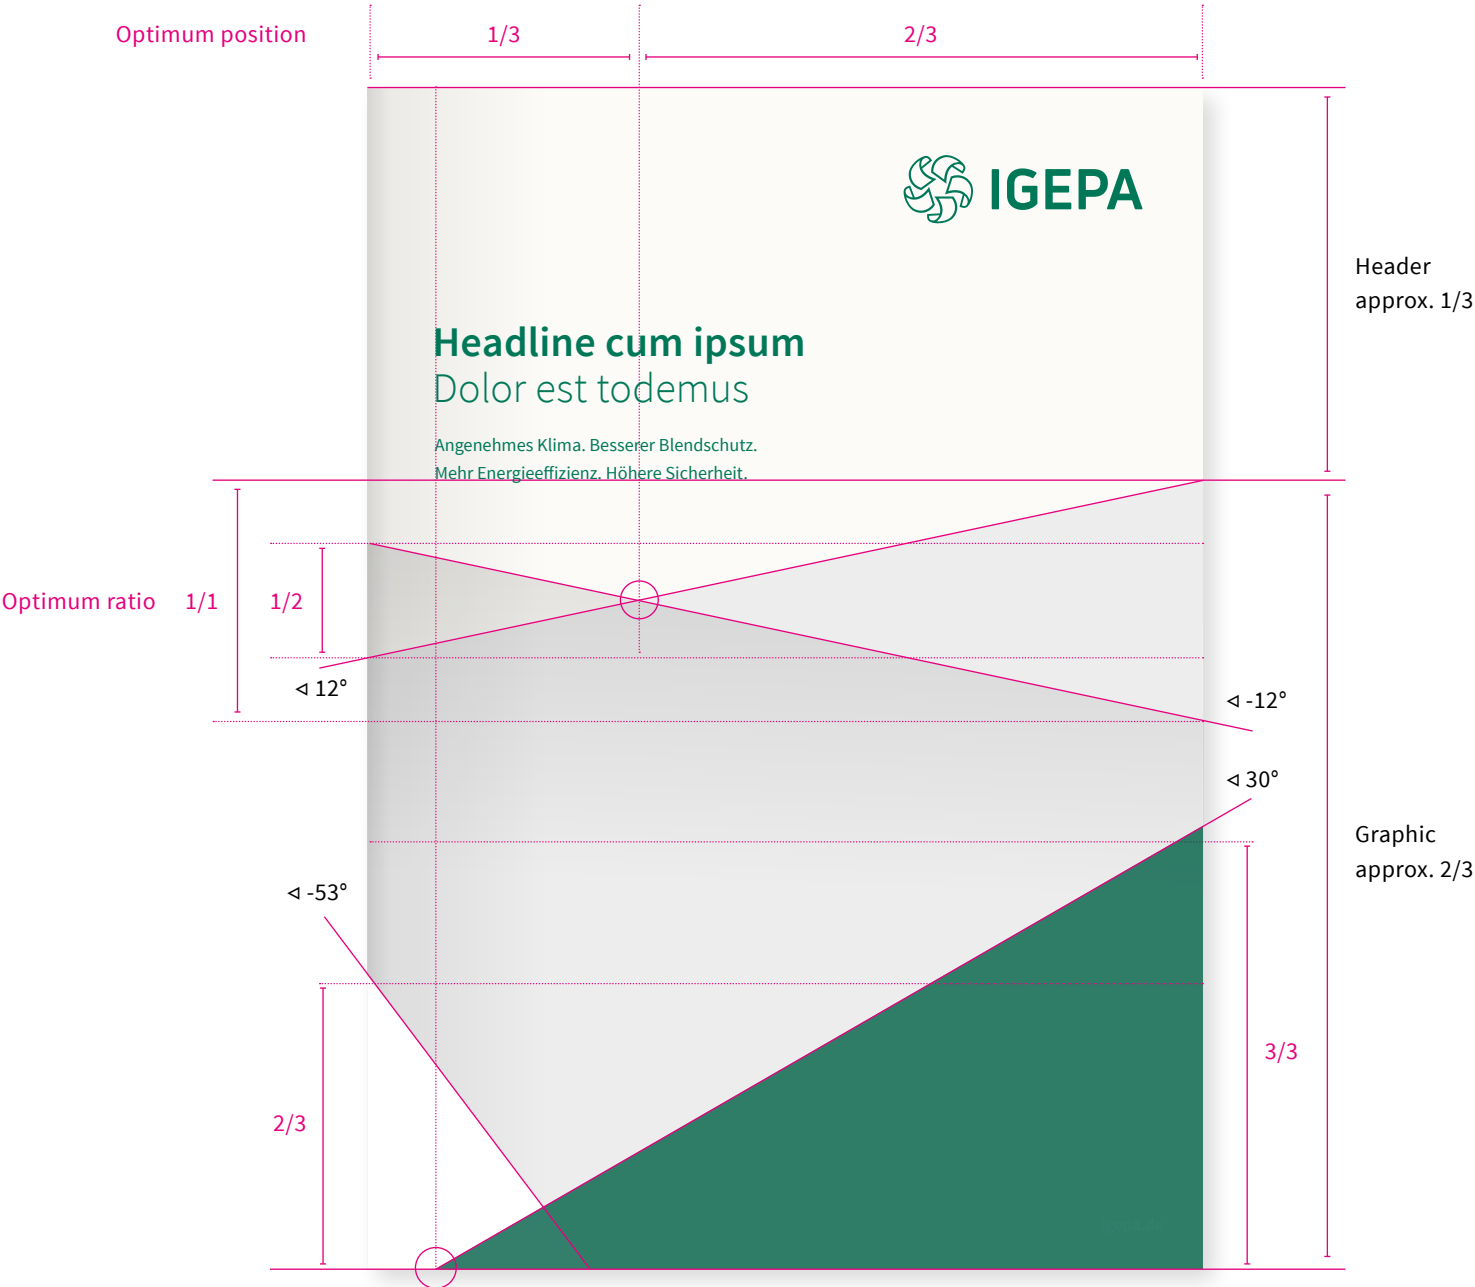 Optimum position
1/3
2/3
IGEPA
Header
approx. 1/3
Headline cum ipsum
Dolor est todemus
Angenehmes Klima. Besserer Blendschutz.
Mehr Energieeffizienz. Höhere Sicherheit.
Optimum ratio
1/1
1/2
∢ 12°
∢ -12°
∢ 30°
Graphic
approx. 2/3
∢ -53°
3/3
2/3